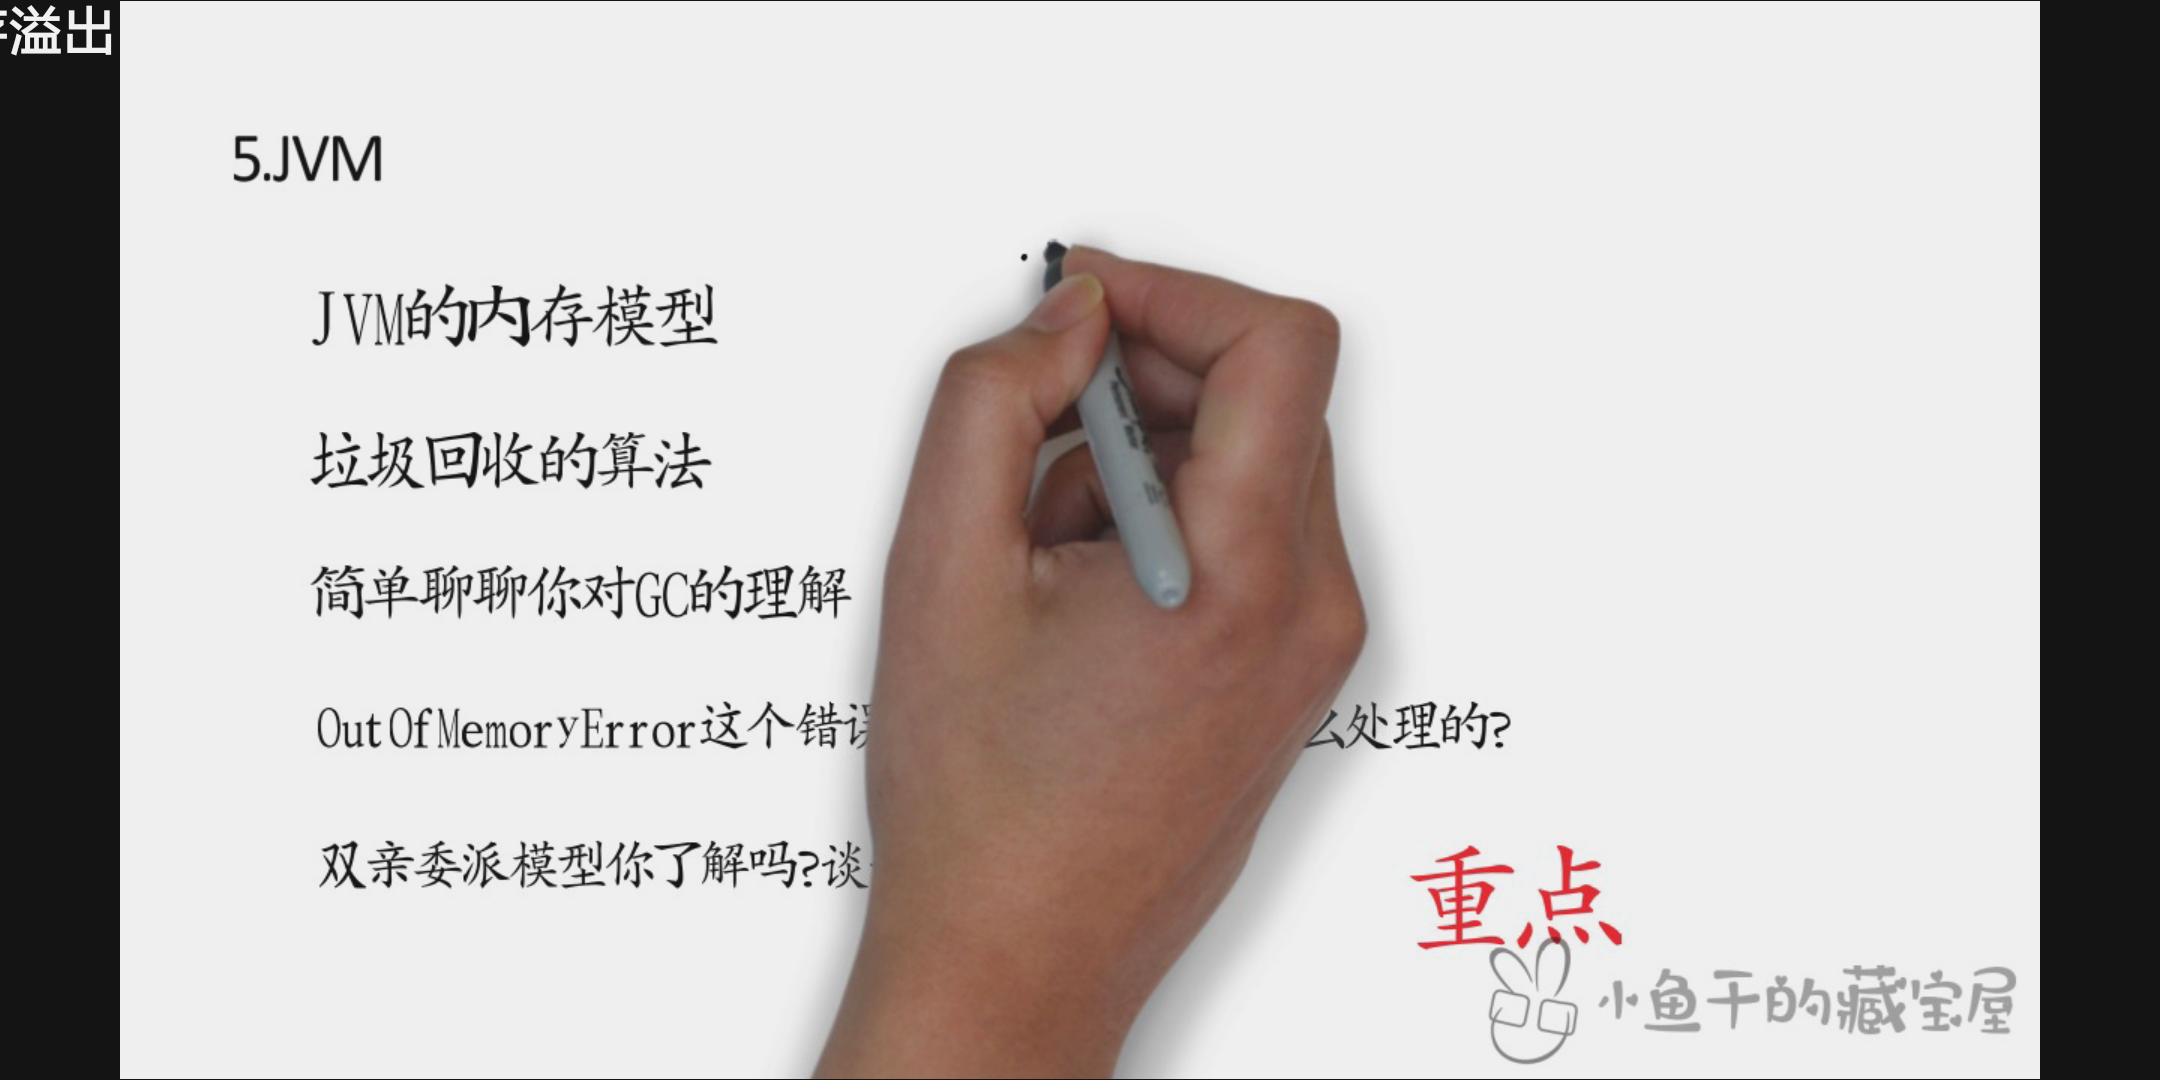 溢出
5.JVM
JVM的内存模型
垃圾回收的算法
简单聊聊你对GC的理解
OutOfMemoryError这个错误么处理的?
双亲委派模型你了解吗?谈
重点
小鱼干的藏宝屋